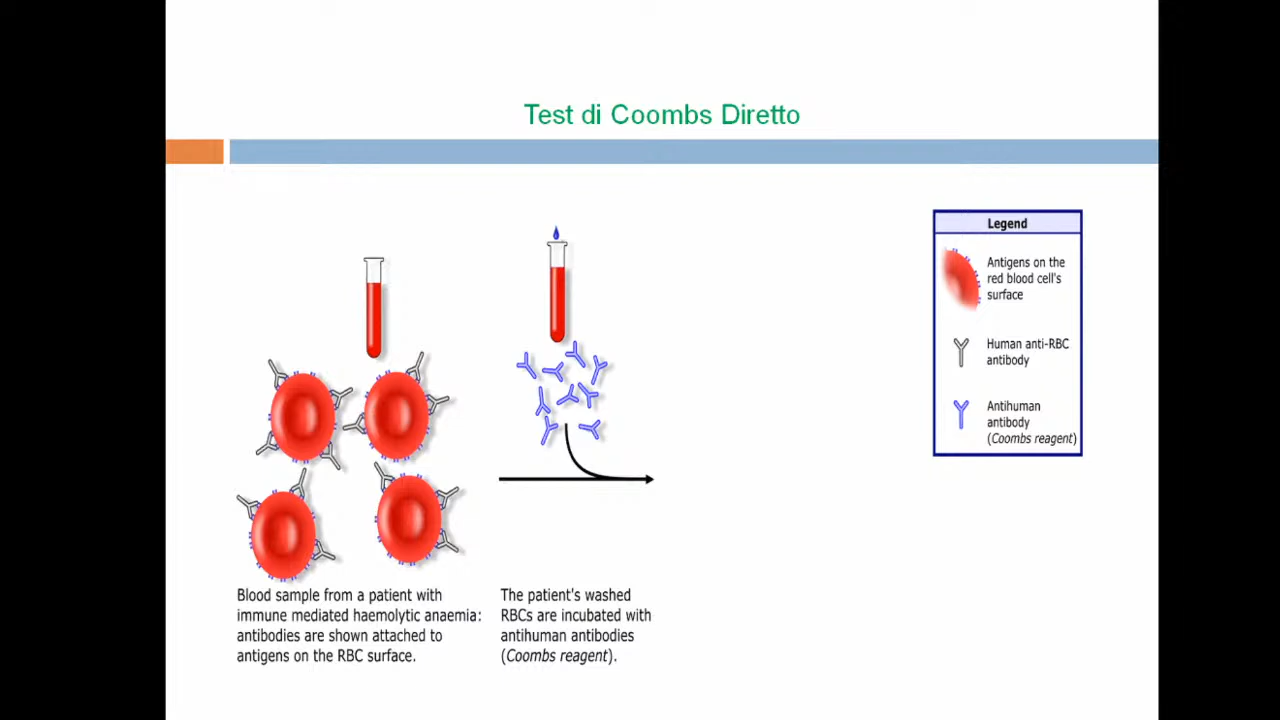 Test di Coombs Diretto
Legend
Antigens on the
red blood cell's
surface
Human anti-RBC
antibody
Antihuman
antibody
(Coombs reagent)
Blood sample from a patient with
immune mediated haemolytic anaemia:
antibodies are shown attached to
antigens on the RBC surface.
The patient's washed
RBCs are incubated with
antihuman antibodies
(Coombs reagent).